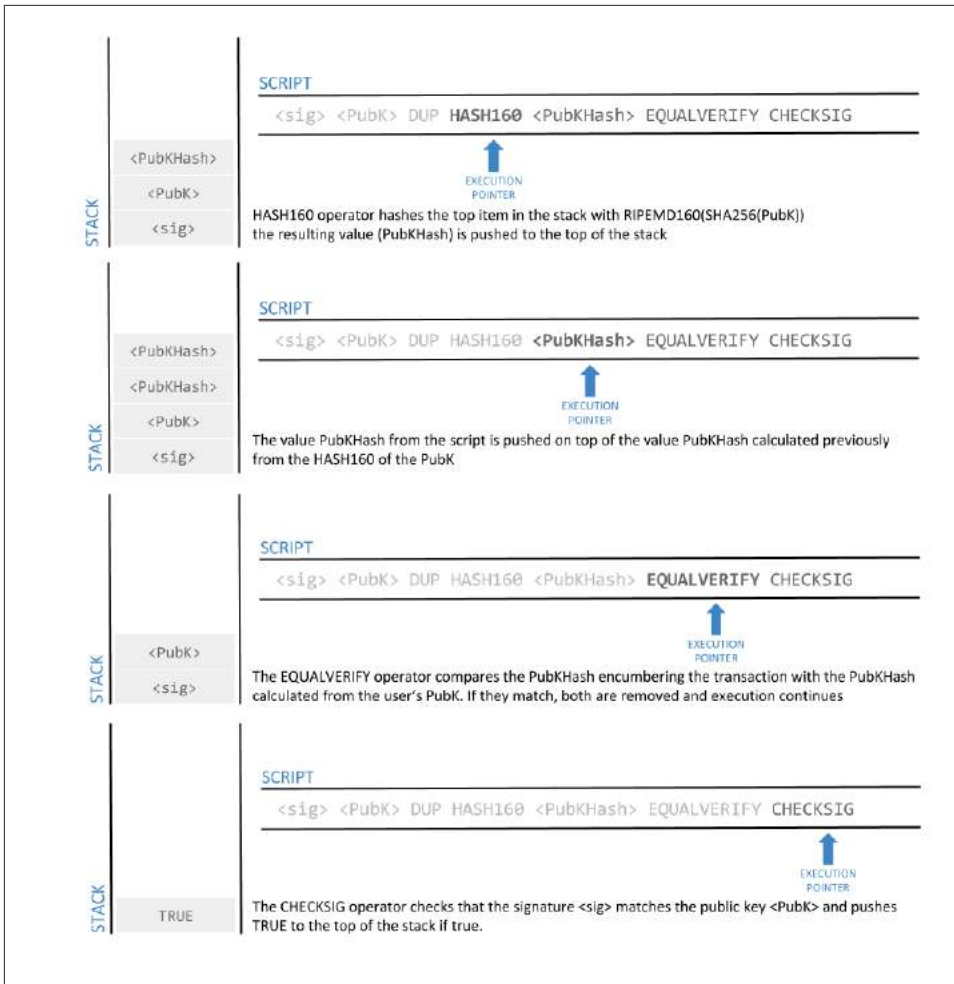 SCRIPT
<sig> <PubK> DUP HASH160 <PubKHash> EQUALVERIFY CHECKSIG
EXECUTION
POINTER
<PubKHash>
<PubK>
<sig>
STACK
HASH160 operator hashes the top item in the stack with RIPEMD160(SHA256(PubK))
the resulting value (PubKHash) is pushed to the top of the stack
SCRIPT
<sig> <PubK> DUP HASH160 <PubKHash> EQUALVERIFY CHECKSIG
EXECUTION
POINTER
<PubKHash>
<PubKHash>
<PubK>
<sig>
STACK
The value PubKHash from the script is pushed on top of the value PubKHash calculated previously
from the HASH160 of the PubK
SCRIPT
<sig> <PubK> DUP HASH160 <PubKHash> EQUALVERIFY CHECKSIG
EXECUTION
POINTER
<PubK>
<sig>
STACK
The EQUALVERIFY operator compares the PubKHash encumbering the transaction with the PubKHash
calculated from the user's PubK. If they match, both are removed and execution continues
SCRIPT
<sig> <PubK> DUP HASH160 <PubKHash> EQUALVERIFY CHECKSIG
EXECUTION
POINTER
TRUE
STACK
The CHECKSIG operator checks that the signature <sig> matches the public key <PubK> and pushes
TRUE to the top of the stack if true.